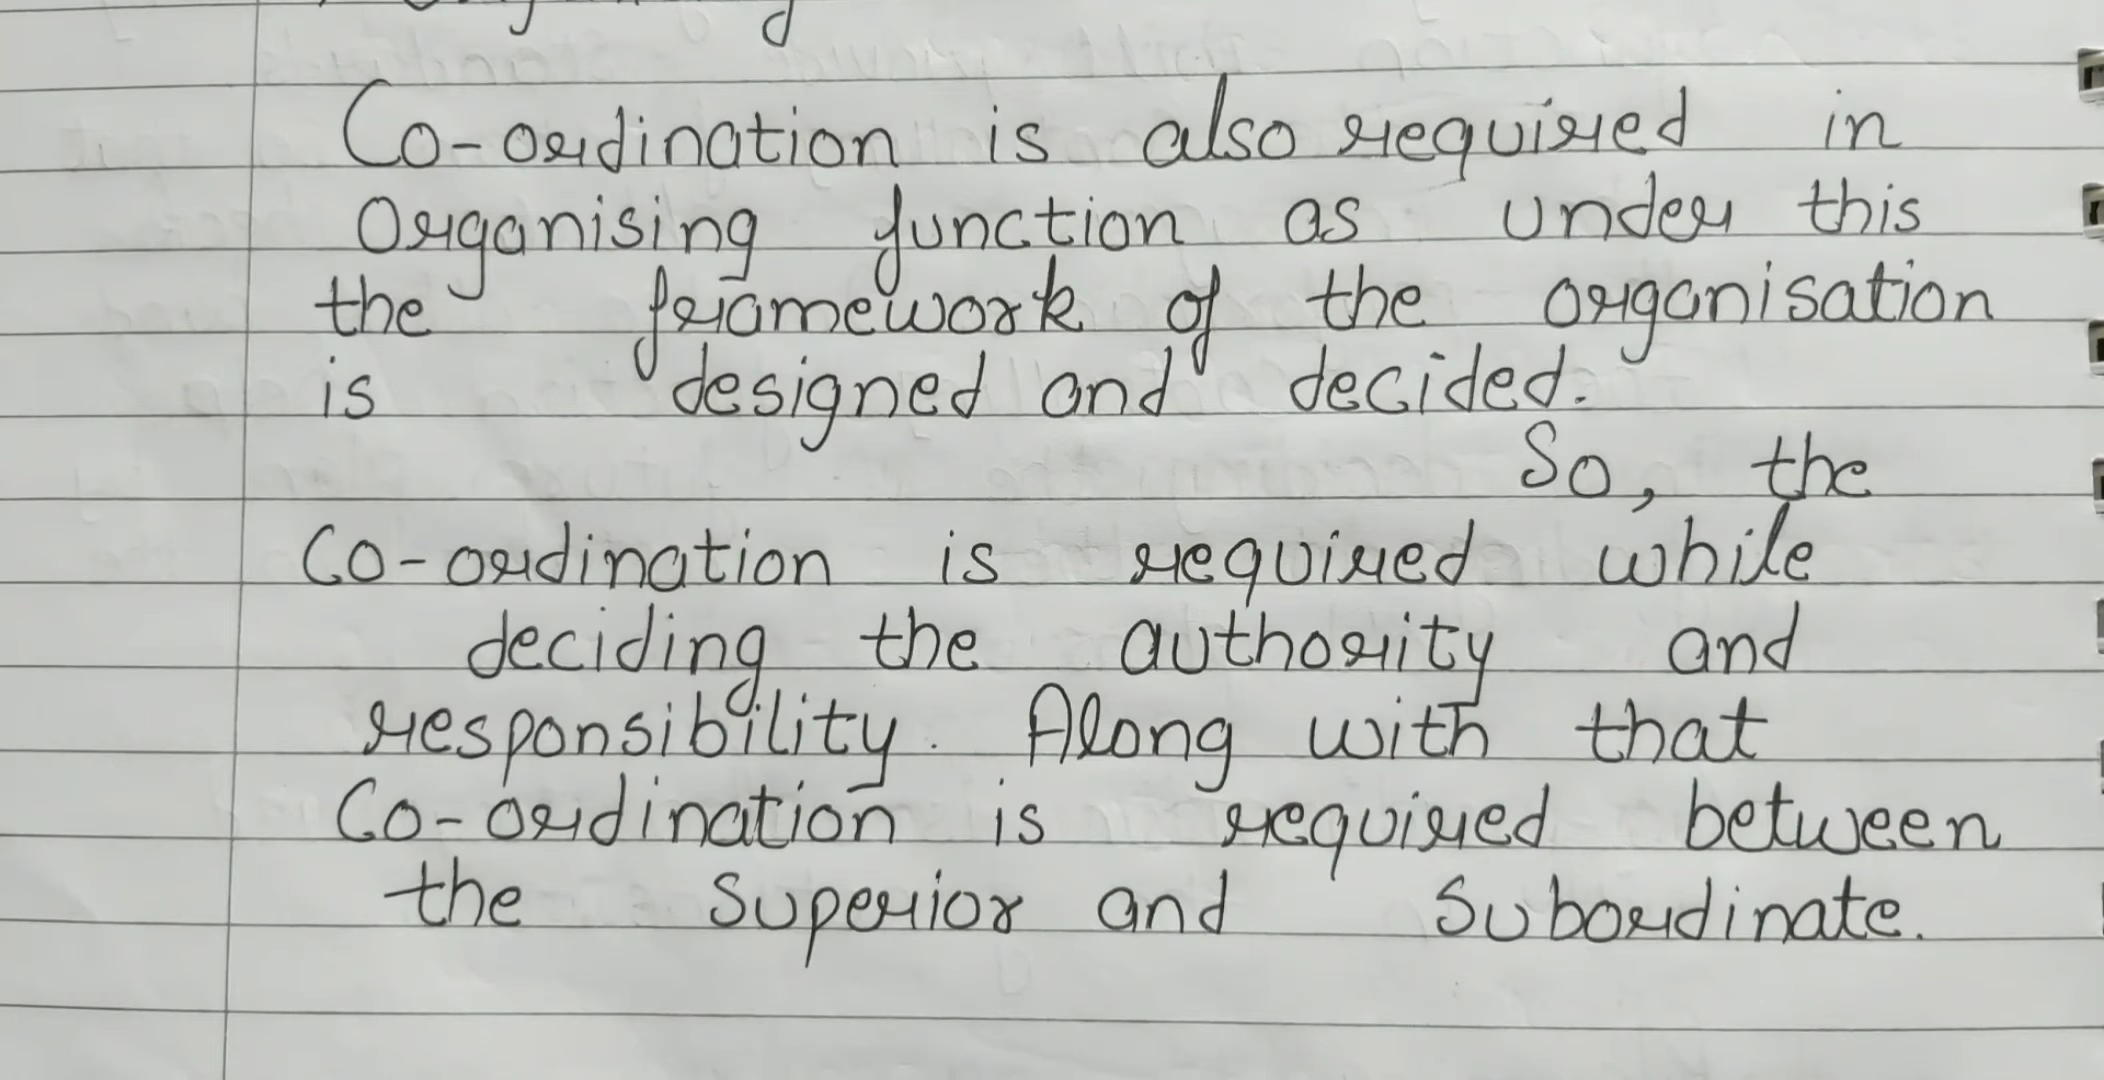 Co-ordination is also required in
Organising function as under this
the framework of the organisation
is designed and decided.
So, the
Co-ordination is required while
deciding the authority and
responsibility. Along with that
Co-ordination is required between
the Superior and Subordinate.